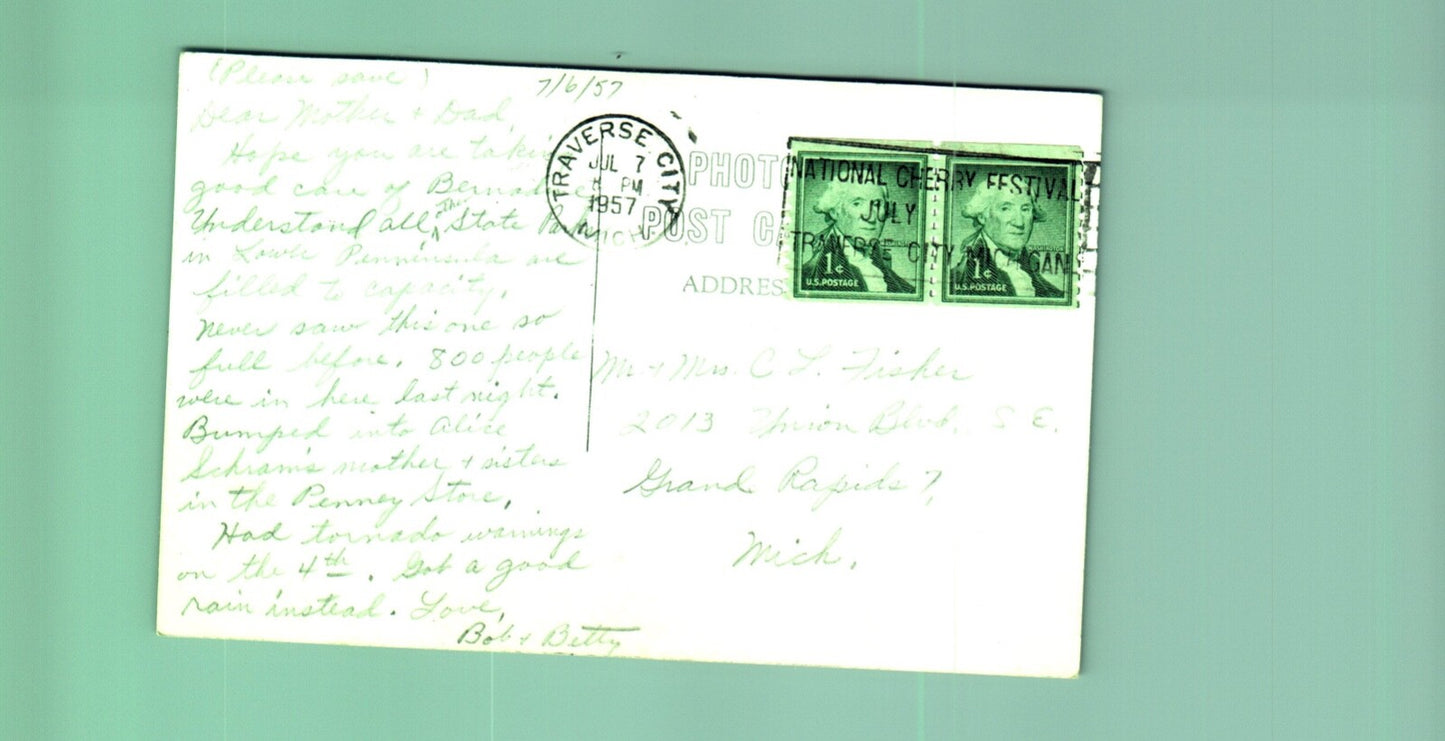 (Please save)
7/6/57
Dear Mother + Dad,
Hope you are taking
good care of
Understand all the State Parks
in Lower Penninsula are
filled to capacity.
Never saw this one so
full before. 800 people
were in here last night.
Bumped into Alice
Schram's mother + sisters
in the Penney Store.
Had tornado warnings
on the 4th. Got a good
rain instead. Love,
Bob + Betty
TRAVERSE CITY
JUL 7
PM
1957
MICH
PHOTO
POST C
ADDRES
NATIONAL CHERRY FESTIVAL
JULY
TRAVERSE CITY, MICHIGAN
1¢
U.S. POSTAGE
1¢
U.S. POSTAGE
Mr + Mrs. C L. Fisher
2013 Union Blvd., S E.
Grand Rapids 7,
Mich.